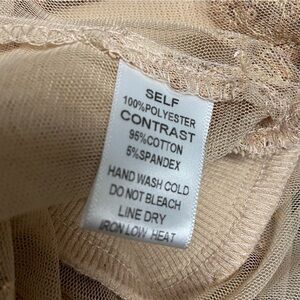 SELF
100%POLYESTER
CONTRAST
95%COTTON
5%SPANDEX
HAND WASH COLD
DO NOT BLEACH
LINE DRY
IRON LOW HEAT